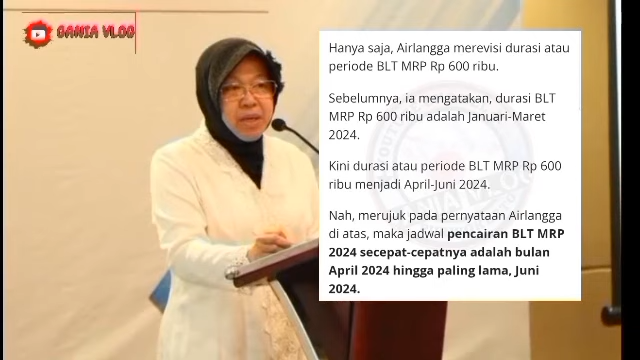 GANIA VLOG
Hanya saja, Airlangga merevisi durasi atau
periode BLT MRP Rp 600 ribu.
Sebelumnya, ia mengatakan, durasi BLT
MRP Rp 600 ribu adalah Januari-Maret
2024.
Kini durasi atau periode BLT MRP Rp 600
ribu menjadi April-Juni 2024.
Nah, merujuk pada pernyataan Airlangga
di atas, maka jadwal pencairan BLT MRP
2024 secepat-cepatnya adalah bulan
April 2024 hingga paling lama, Juni
2024.